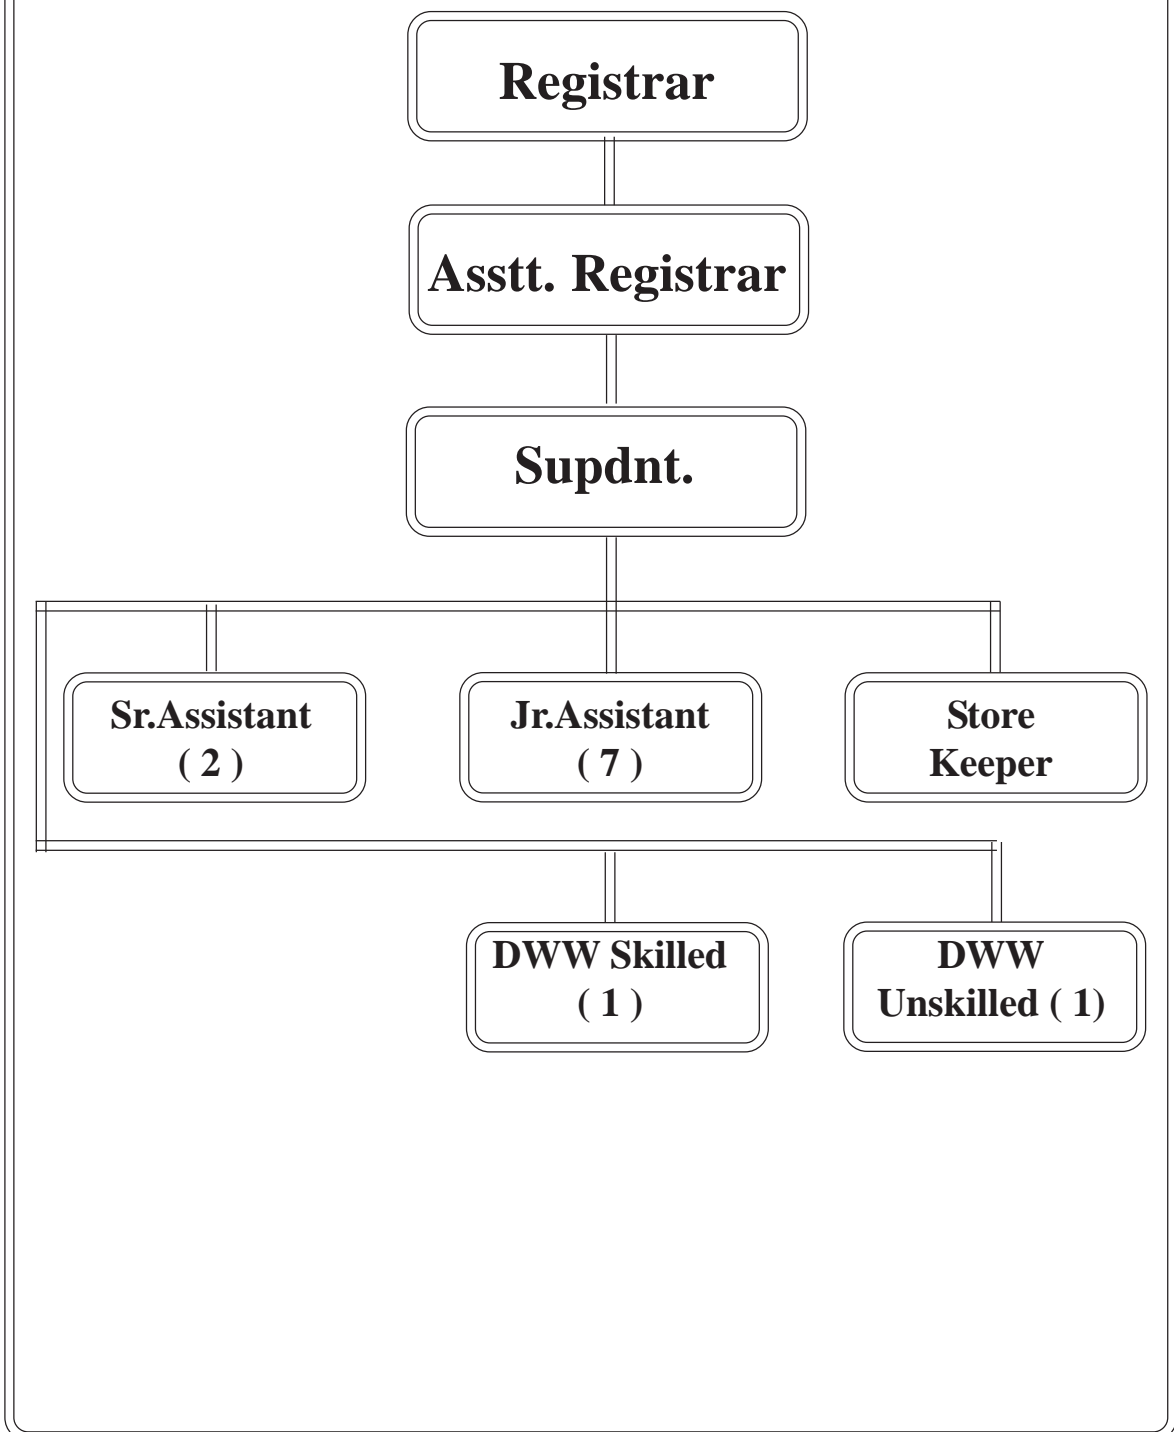 Registrar
Asstt. Registrar
Supdnt.
Sr.Assistant
( 2 )
Jr.Assistant
( 7 )
Store
Keeper
DWW Skilled
( 1 )
DWW
Unskilled ( 1)